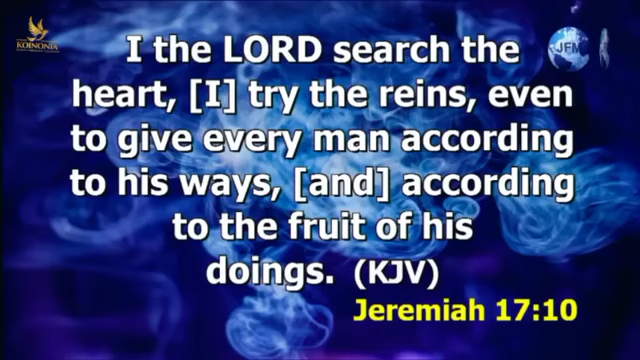 KOINONIA
JFM
I the LORD search the
heart, [I] try the reins, even
to give every man according
to his ways, [and] according
to the fruit of his
doings. (KJV)
Jeremiah 17:10